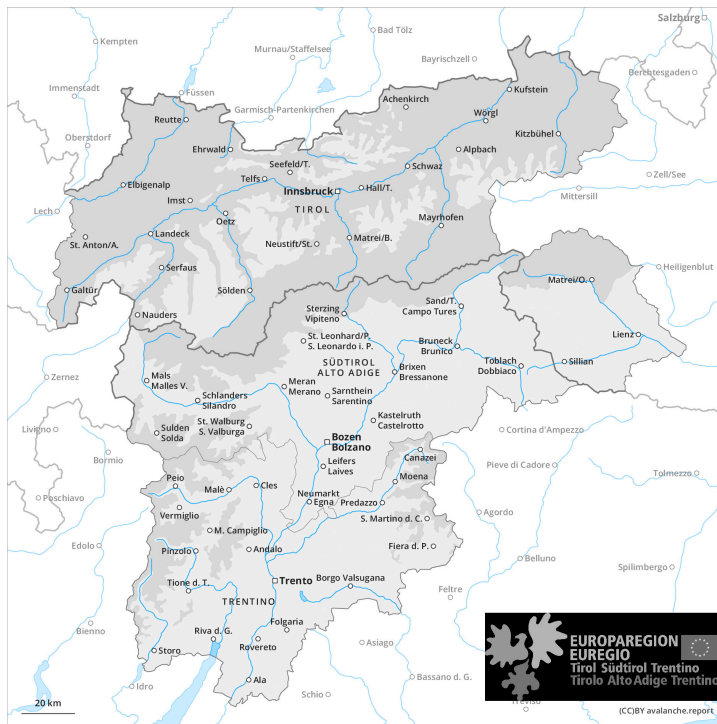 Salzburg
Kempten
Bad Tölz
Murnau/Staffelsee
Bayrischzell
Berchtesgaden
Immenstadt
Füssen
Achenkirch
Kufstein
Garmisch-Partenkirchen
Reutte
Wörgl
Kitzbühel
Oberstdorf
Ehrwald
Seefeld/T.
Alpbach
Schwaz
Telfs
Zell/See
Elbigenalp
Innsbruck
Hall/T.
Mittersill
Imst
TIROL
Lech
Oetz
Mayrhofen
St. Anton/A.
Landeck
Neustift/St.
Matrei/B.
Serfaus
Heiligenblut
Galtür
Sölden
Matrei/O.
Nauders
Sterzing
Vipiteno
Sand/T.
Campo Tures
Lienz
St. Leonhard/P.
S. Leonardo i. P.
Bruneck
Brunico
SÜDTIROL
ALTO ADIGE
Toblach
Dobbiaco
Sillian
Zernez
Mals
Malles V.
Meran
Merano
Brixen
Bressanone
Schlanders
Silandro
Sarnthein
Sarentino
Livigno
St. Walburg
S. Valburga
Kastelruth
Castelrotto
Cortina d'Ampezzo
Sulden
Solda
Bozen
Bolzano
Bormio
Canazei
Leifers
Laives
Pieve di Cadore
Tolmezzo
Poschiavo
Peio
Malè
Cles
Moena
Neumarkt
Egna
Predazzo
Vermiglio
S. Martino d. C.
Agordo
M. Campiglio
Edolo
Pinzolo
Andalo
Fiera d. P.
Belluno
Spilimbergo
Tione d. T.
Trento
Borgo Valsugana
Feltre
TRENTINO
Bienno
Folgaria
Riva d. G.
Storo
Rovereto
Asiago
EUROPAREGION
EUREGIO
Tirol Südtirol Trentino
Tirolo Alto Adige Trentino
Idro
Ala
Schio
Bassano d. G.
Treviso
20 km
(CC)BY avalanche.report